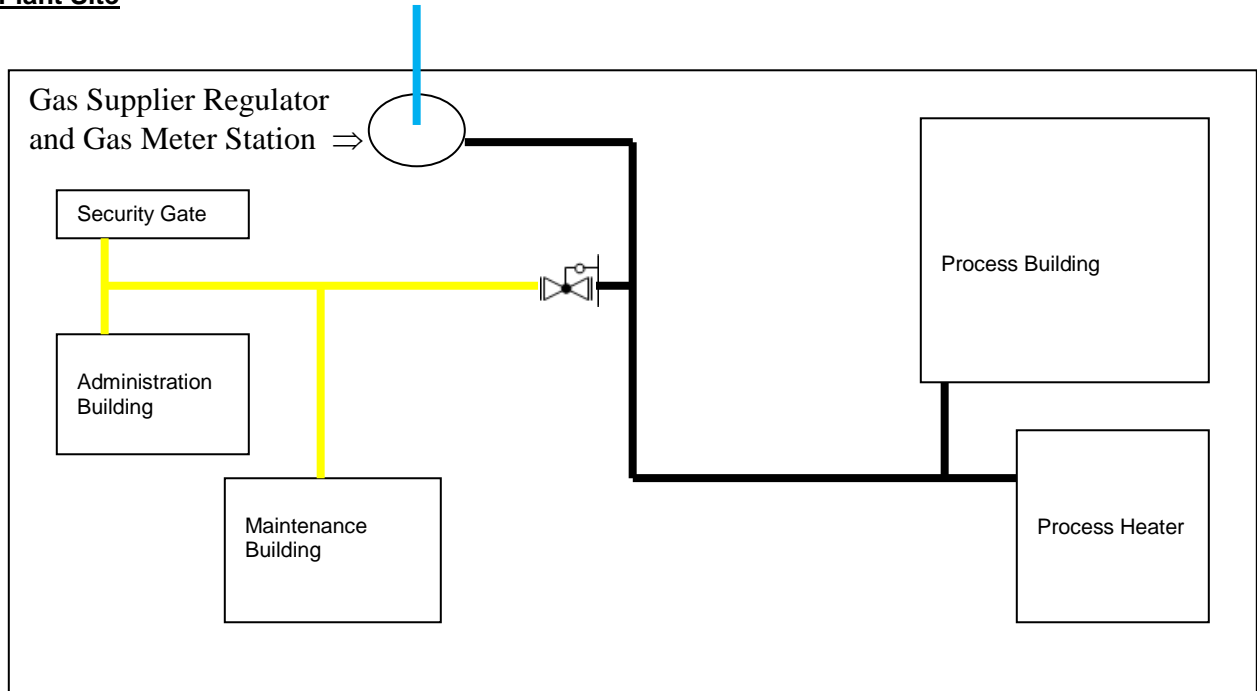 Plant Site
Gas Supplier Regulator
and Gas Meter Station ⇒
Security Gate
Process Building
Administration
Building
Maintenance
Building
Process Heater